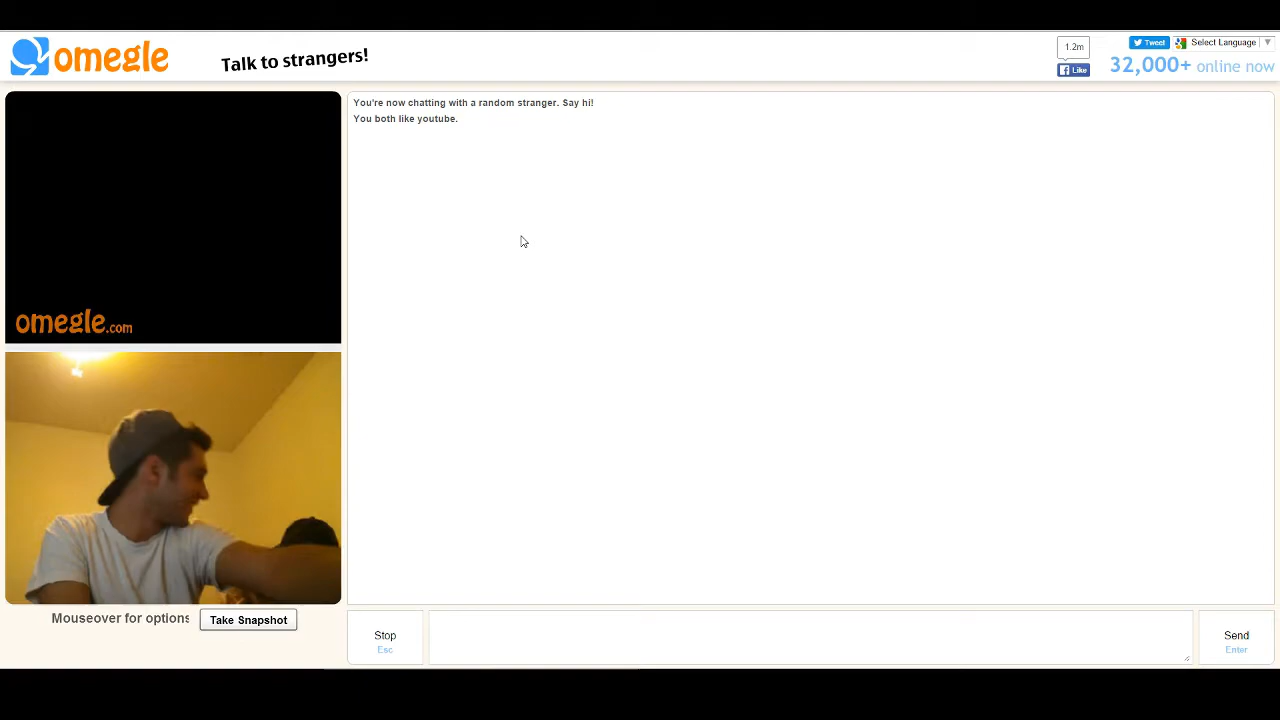 omegle
Talk to strangers!
1.2m
Tweet
Select Language
Like
32,000+ online now
You're now chatting with a random stranger. Say hi!
You both like youtube.
omegle.com
Mouseover for options
Take Snapshot
Stop
Esc
Send
Enter